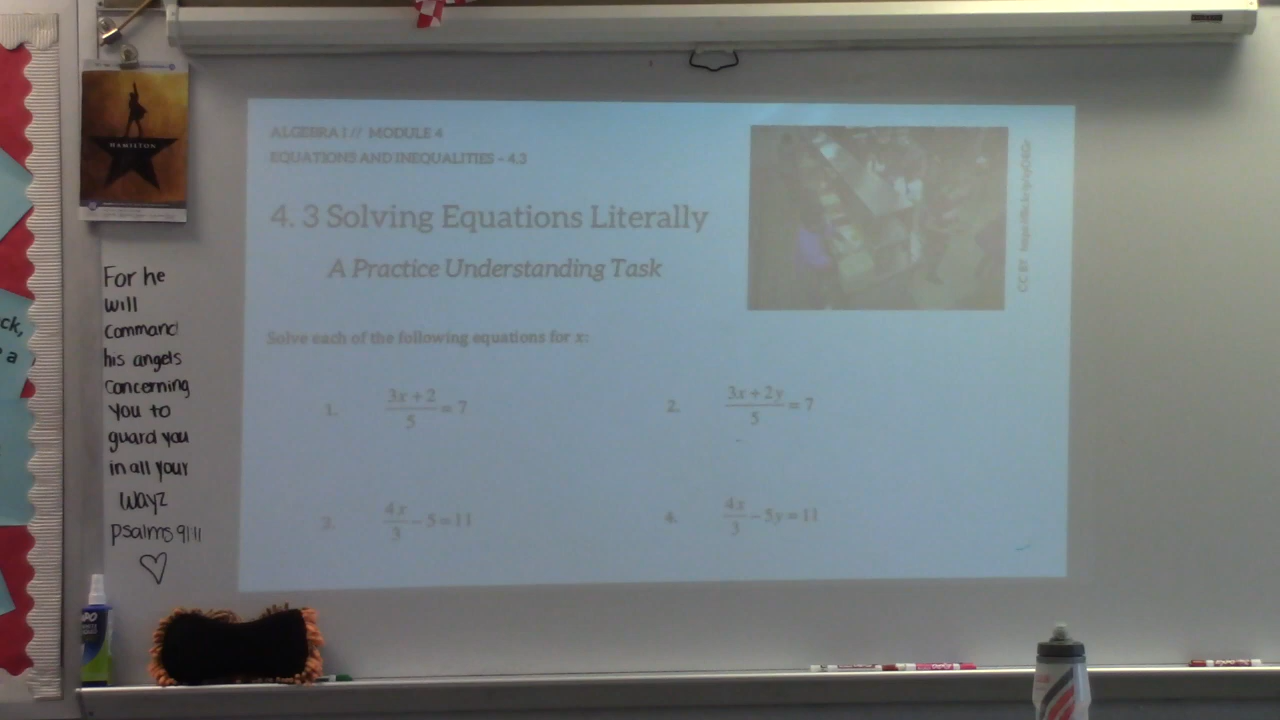 HAMILTON
For he
will
command
his angels
concerning
you to
guard you
in all your
wayz
psalms 91:11
ALGEBRA I // MODULE 4
EQUATIONS AND INEQUALITIES – 4.3
4. 3 Solving Equations Literally
A Practice Understanding Task
Solve each of the following equations for x:
1. (3x + 2)/5 = 7
2. (3x + 2y)/5 = 7
3. 4x/3 – 5 = 11
4. 4x/3 – 5y = 11
CC BY
a